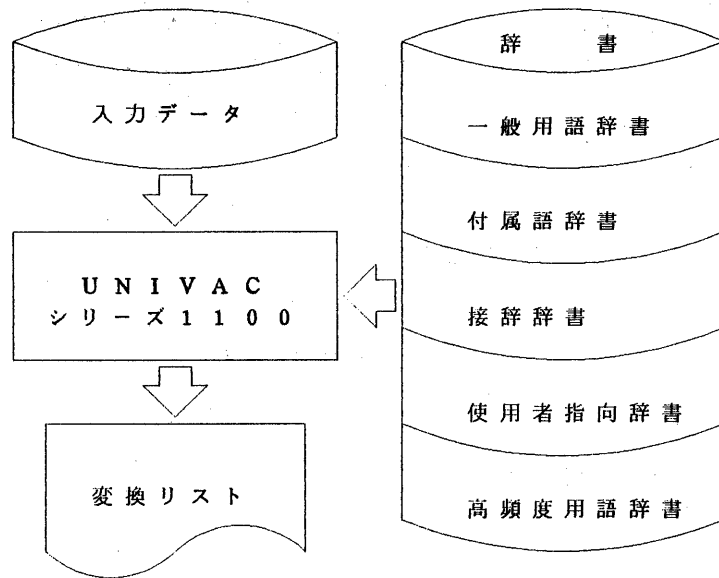 入力データ
UNIVAC
シリーズ1100
変換リスト
辞書
一般用語辞書
付属語辞書
接辞辞書
使用者指向辞書
高頻度用語辞書